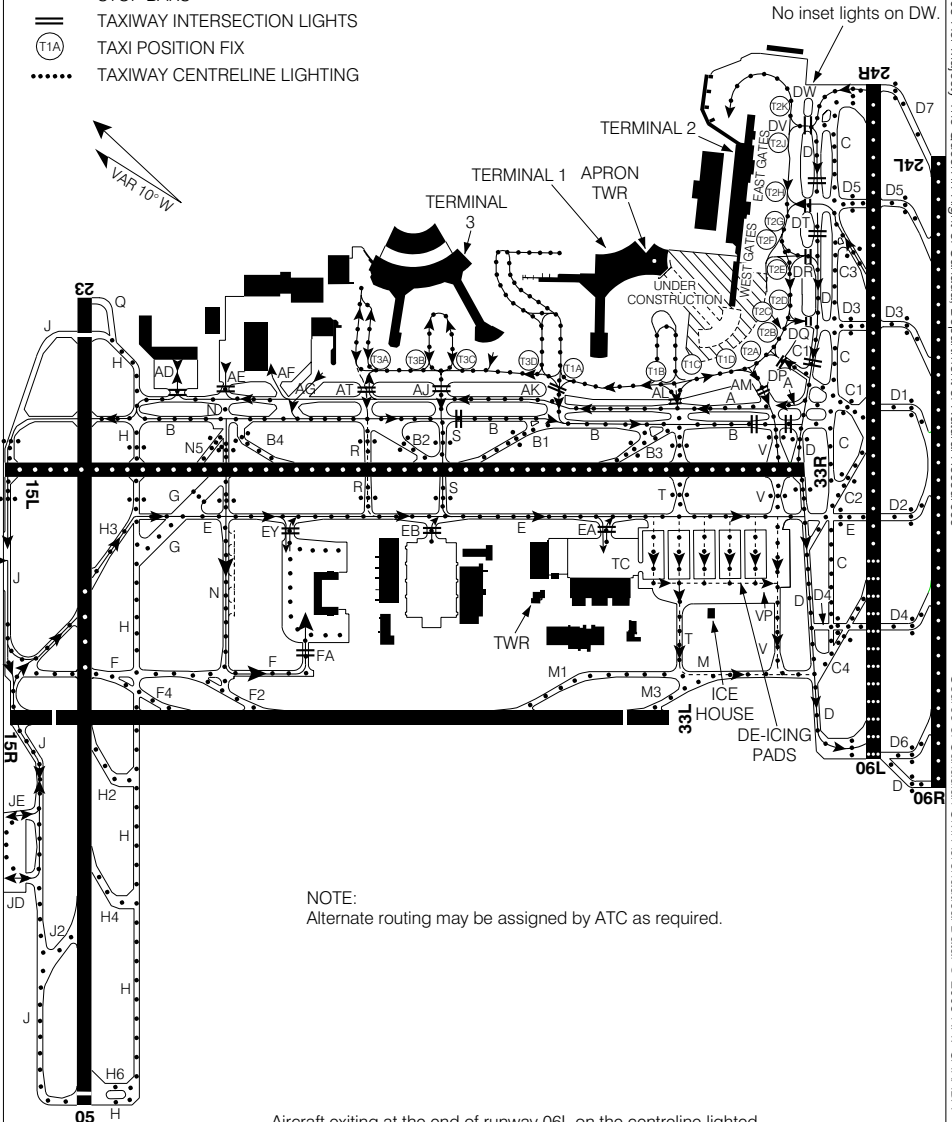 TAXIWAY INTERSECTION LIGHTS
T1A TAXI POSITION FIX
TAXIWAY CENTRELINE LIGHTING
No inset lights on DW.
VAR 10° W
24R
D7
24L
DW
T2K
DV
T2J
D
C
TERMINAL 2
EAST GATES
WEST GATES
TERMINAL 1
APRON
TWR
TERMINAL
3
T2H
D5
D5
DT
T2G
T2F
T2E
DR
C3
D
T2D
T2C
D3
D3
UNDER
CONSTRUCTION
T2B
DQ
C1
C
T2A
23
Q
J
H
AD
AE
AF
AG
AT
T3A
T3B
T3C
T3D
T1A
T1B
T1C
T1D
AJ
AK
AL
AM
A
DP
A
C1
D1
N
B
H
B4
N5
R
B2
S
B
B1
B
B3
B
V
D
C
15L
33R
G
R
S
T
V
C2
D2
H3
G
E
EY
EB
E
EA
E
J
N
TC
C
D
D4
D4
H
TWR
VP
T
V
F
FA
M1
M
M3
C4
F4
F2
33L
ICE
HOUSE
DE-ICING
PADS
D
15R
J
06L
D6
D
06R
JE
H2
H
JD
H4
J2
H
J
H6
05
H
NOTE:
Alternate routing may be assigned by ATC as required.